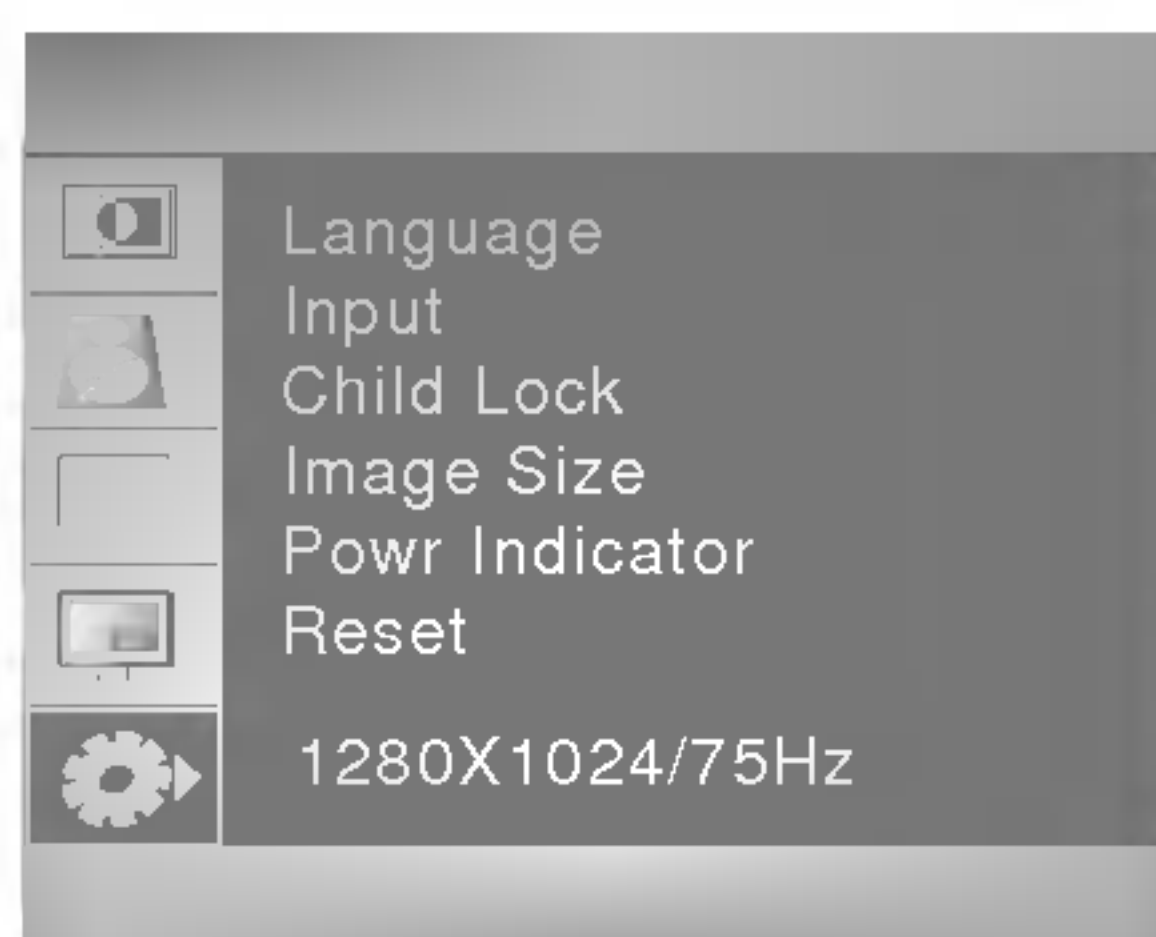 Language
Input
Child Lock
Image Size
Powr Indicator
Reset
1280X1024/75Hz